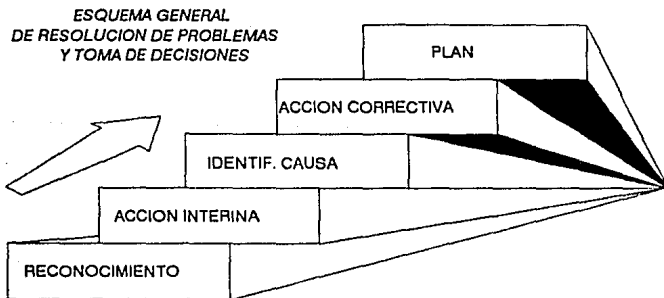 ESQUEMA GENERAL
DE RESOLUCION DE PROBLEMAS
Y TOMA DE DECISIONES
PLAN
ACCION CORRECTIVA
IDENTIF. CAUSA
ACCION INTERINA
RECONOCIMIENTO